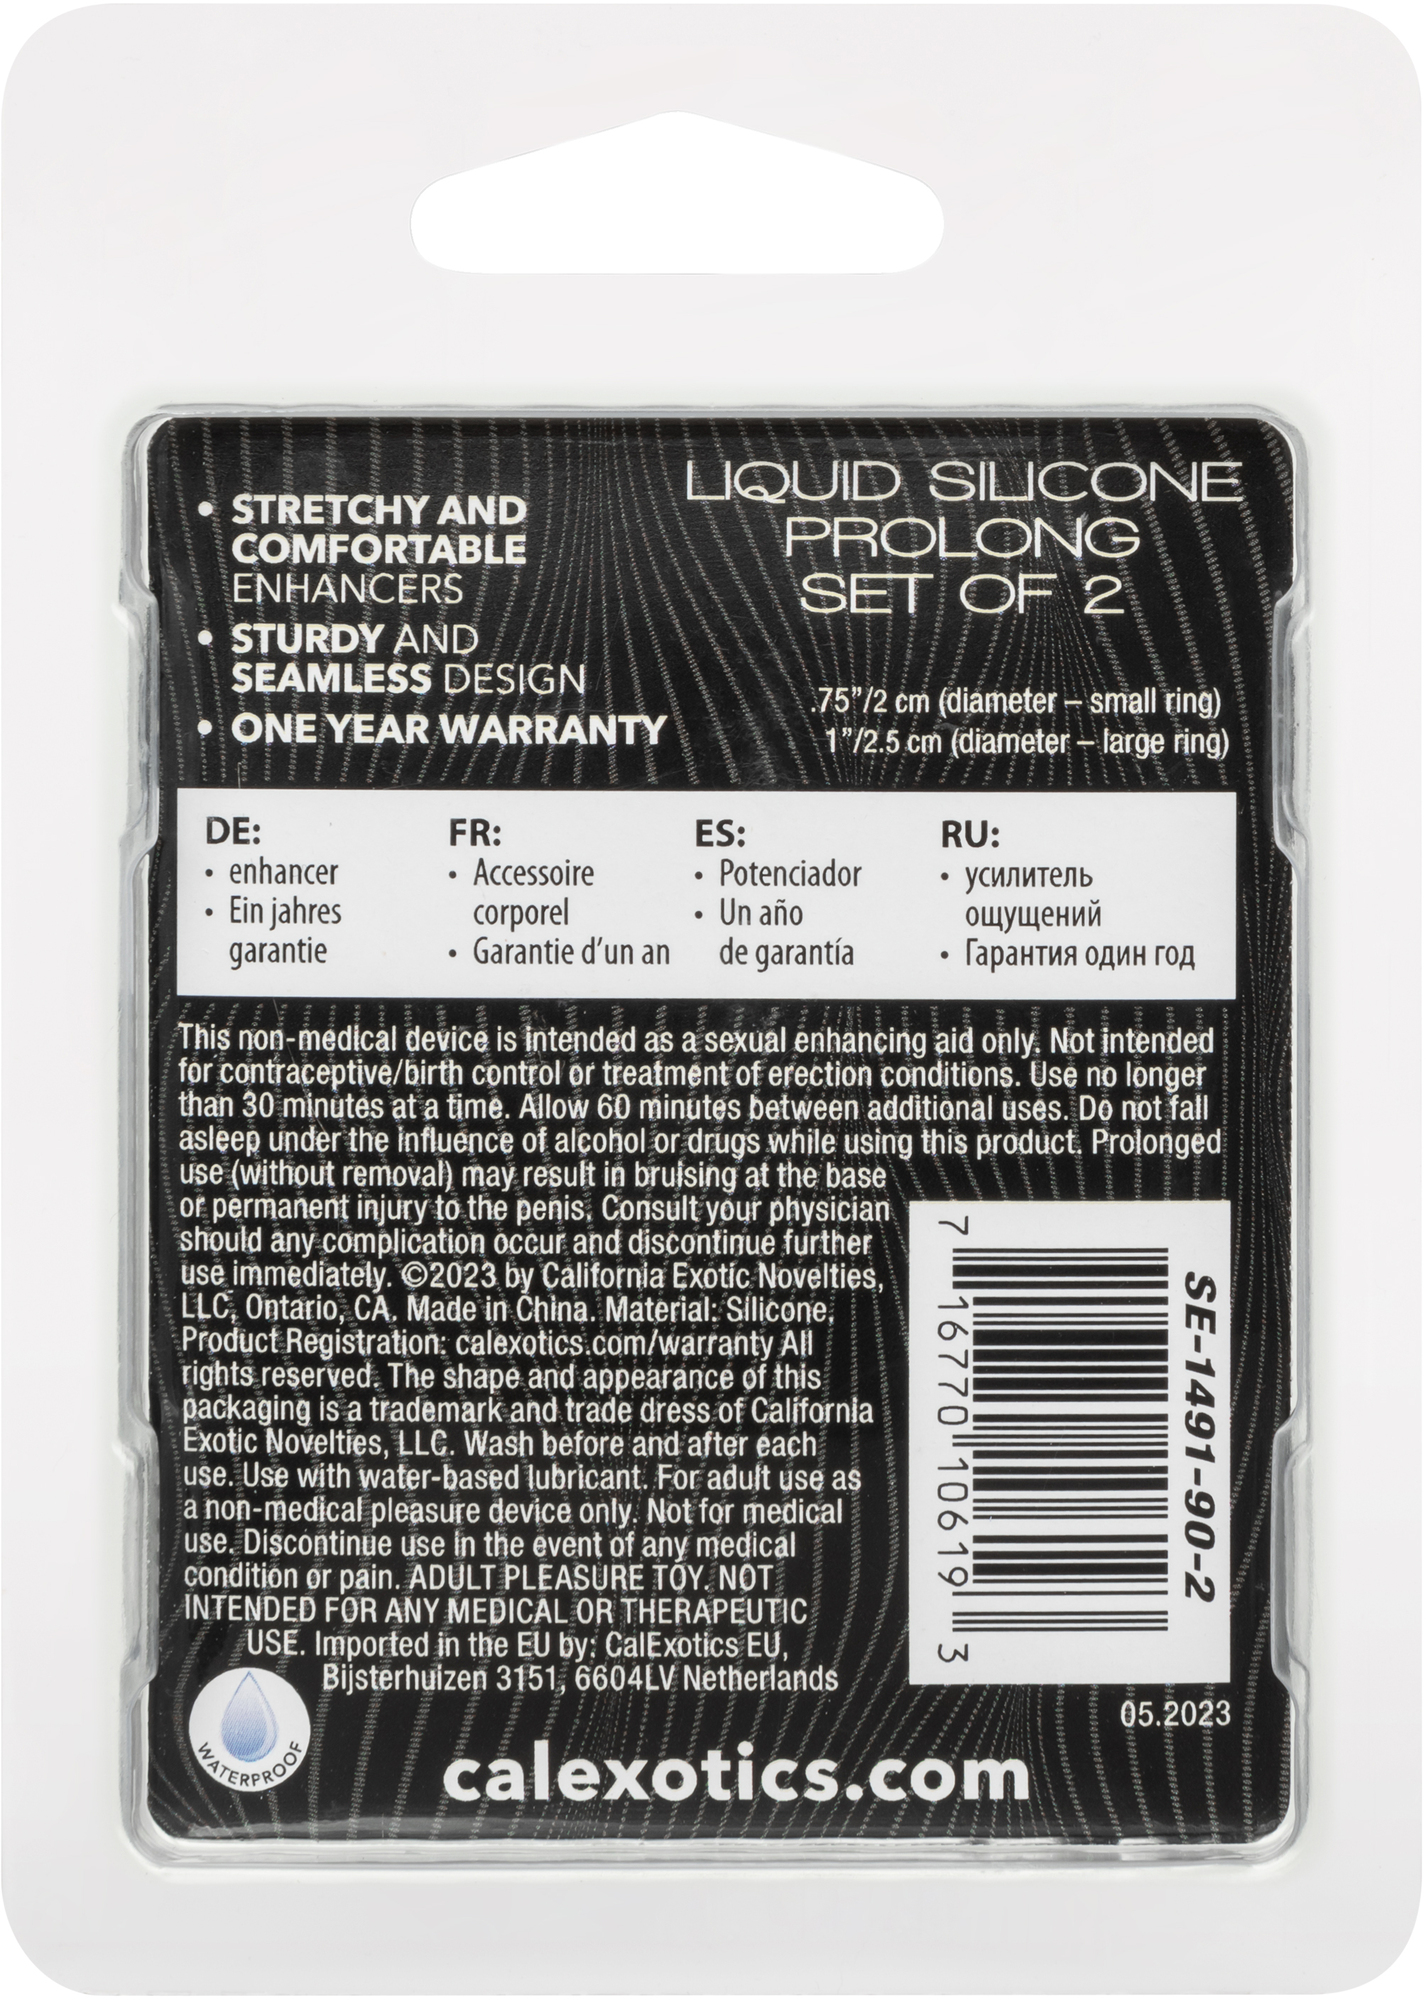 • STRETCHY AND
COMFORTABLE
ENHANCERS
• STURDY AND
SEAMLESS DESIGN
• ONE YEAR WARRANTY
LIQUID SILICONE
PROLONG
SET OF 2
.75”/2 cm (diameter – small ring)
1”/2.5 cm (diameter – large ring)
DE:
• enhancer
• Ein jahres
garantie
FR:
• Accessoire
corporel
• Garantie d’un an
ES:
• Potenciador
• Un año
de garantía
RU:
• усилитель
ощущений
• Гарантия один год
This non-medical device is intended as a sexual enhancing aid only. Not intended
for contraceptive/birth control or treatment of erection conditions. Use no longer
than 30 minutes at a time. Allow 60 minutes between additional uses. Do not fall
asleep under the influence of alcohol or drugs while using this product. Prolonged
use (without removal) may result in bruising at the base
or permanent injury to the penis. Consult your physician
should any complication occur and discontinue further
use immediately. ©2023 by California Exotic Novelties,
LLC, Ontario, CA. Made in China. Material: Silicone.
Product Registration: calexotics.com/warranty All
rights reserved. The shape and appearance of this
packaging is a trademark and trade dress of California
Exotic Novelties, LLC. Wash before and after each
use. Use with water-based lubricant. For adult use as
a non-medical pleasure device only. Not for medical
use. Discontinue use in the event of any medical
condition or pain. ADULT PLEASURE TOY. NOT
INTENDED FOR ANY MEDICAL OR THERAPEUTIC
USE. Imported in the EU by: CalExotics EU,
Bijsterhuizen 3151, 6604LV Netherlands
7 16770 10619 3
SE-1491-90-2
05.2023
WATERPROOF
calexotics.com